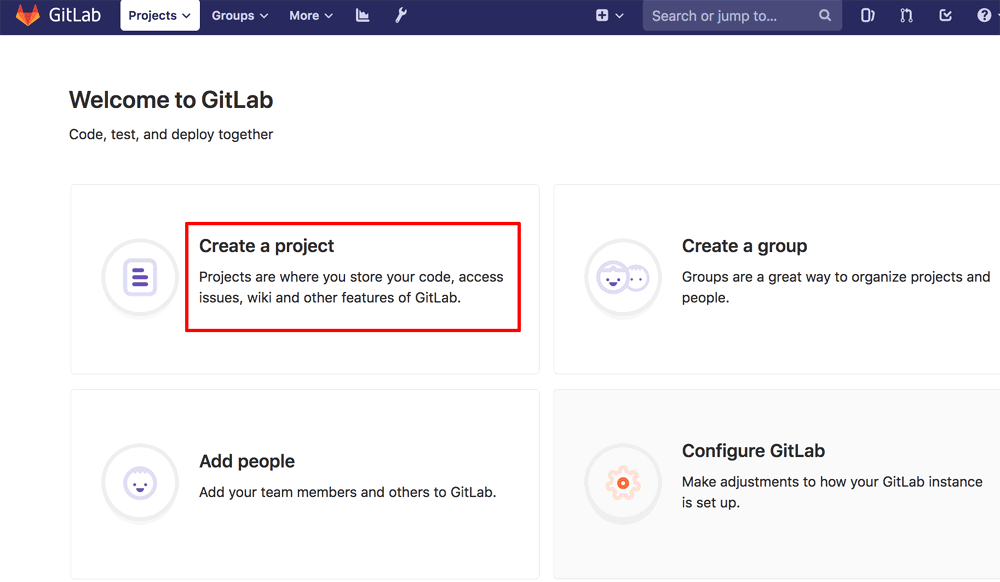 GitLab Projects Groups More Search or jump to...
Welcome to GitLab
Code, test, and deploy together
Create a project
Projects are where you store your code, access
issues, wiki and other features of GitLab.
Create a group
Groups are a great way to organize projects and
people.
Add people
Add your team members and others to GitLab.
Configure GitLab
Make adjustments to how your GitLab instance
is set up.